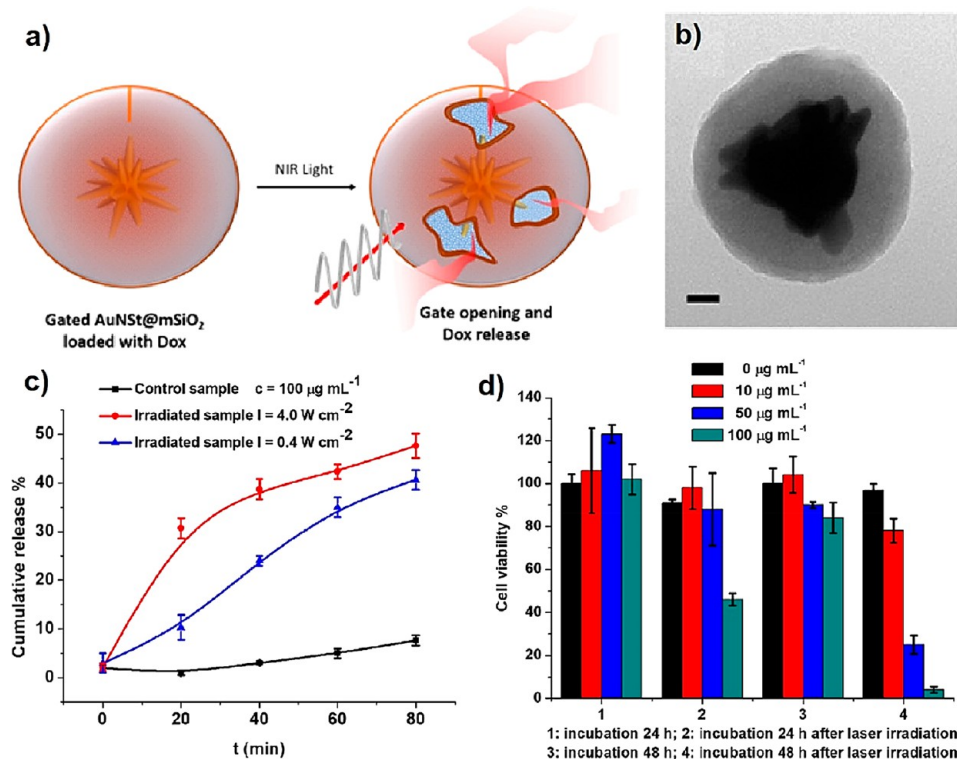 a)
NIR Light
Gated AuNSt@mSiO₂
loaded with Dox
Gate opening and
Dox release
b)
c)
Control sample c = 100 μg mL⁻¹
Irradiated sample I = 4.0 W cm⁻²
Irradiated sample I = 0.4 W cm⁻²
Cumulative release %
50
40
30
20
10
0
0 20 40 60 80
t (min)
d)
0 μg mL⁻¹
10 μg mL⁻¹
50 μg mL⁻¹
100 μg mL⁻¹
Cell viability %
140
120
100
80
60
40
20
0
1 2 3 4
1: incubation 24 h; 2: incubation 24 h after laser irradiation
3: incubation 48 h; 4: incubation 48 h after laser irradiation